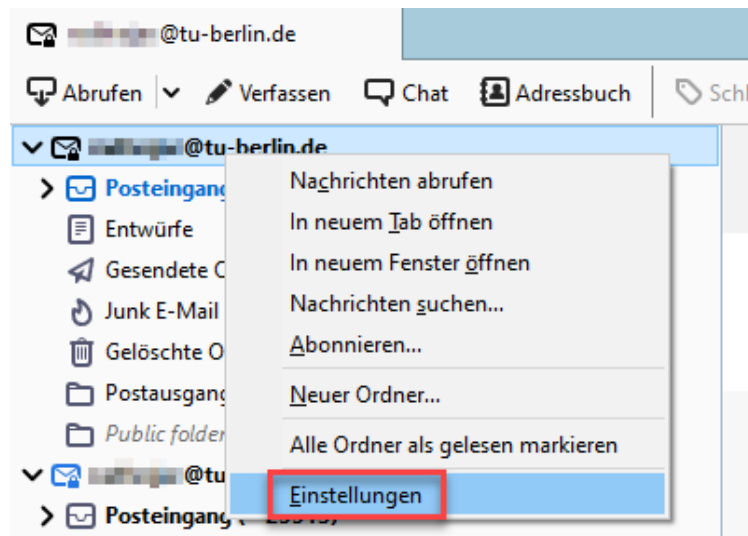 @tu-berlin.de
Abrufen Verfassen Chat Adressbuch Schl
@tu-berlin.de
Posteingang
Entwürfe
Gesendete O
Junk E-Mail
Gelöschte O
Postausgang
Public folder
@tu
Posteingang (
Nachrichten abrufen
In neuem Tab öffnen
In neuem Fenster öffnen
Nachrichten suchen...
Abonnieren...
Neuer Ordner...
Alle Ordner als gelesen markieren
Einstellungen